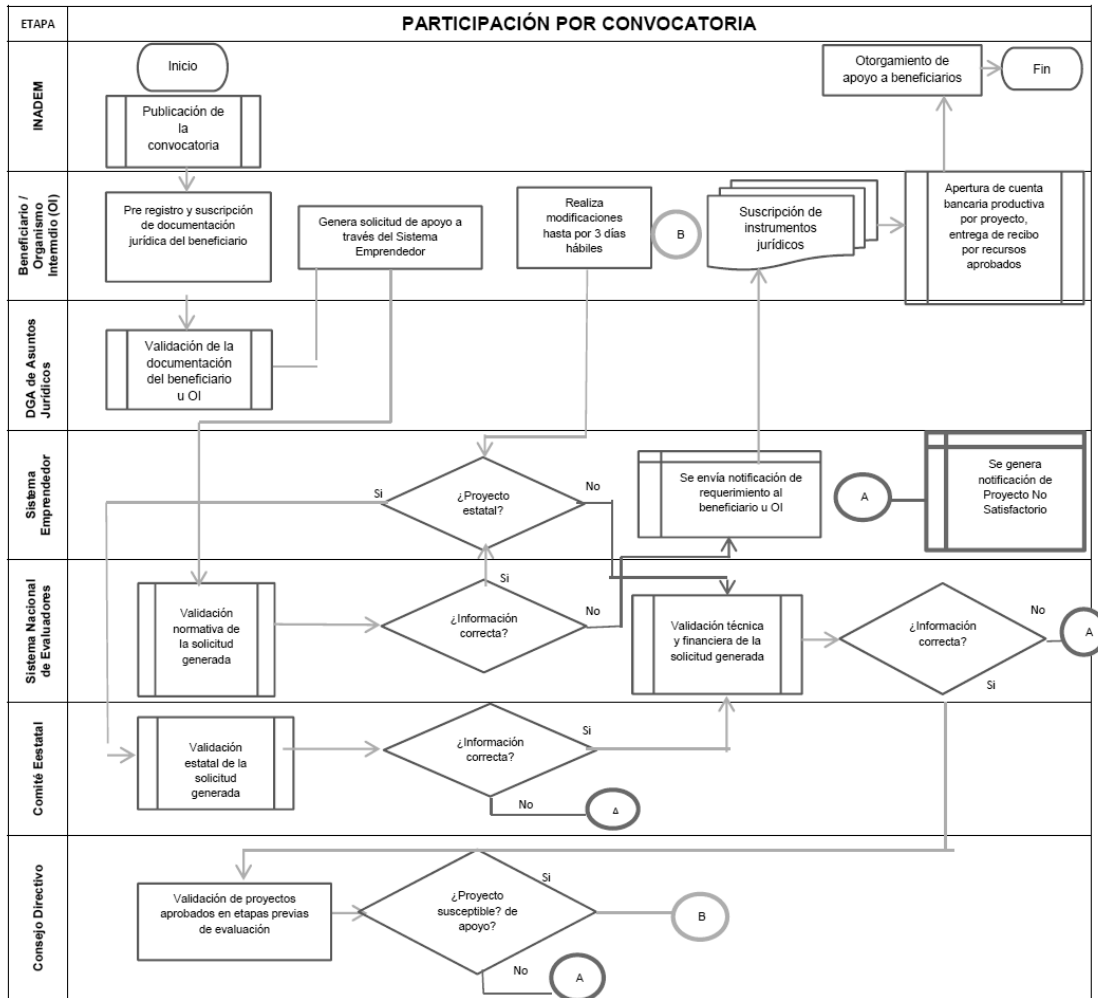 ETAPA
PARTICIPACIÓN POR CONVOCATORIA
INADEM
Inicio
Publicación de
la
convocatoria
Otorgamiento de
apoyo a beneficiarios
Fin
Beneficiario /
Organismo
Intermdio (OI)
Pre registro y suscripción
de documentación
jurídica del beneficiario
Genera solicitud de apoyo a
través del Sistema
Emprendedor
Realiza
modificaciones
hasta por 3 días
hábiles
B
Suscripción de
instrumentos
jurídicos
Apertura de cuenta
bancaria productiva
por proyecto,
entrega de recibo
por recursos
aprobados
DGA de Asuntos
Jurídicos
Validación de la
documentación
del beneficiario
u OI
Sistema
Emprendedor
Si
¿Proyecto
estatal?
No
Se envía notificación de
requerimiento al
beneficiario u OI
A
Se genera
notificación de
Proyecto No
Satisfactorio
Sistema Nacional
de Evaluadores
Validación
normativa de
la solicitud
generada
Si
¿Información
correcta?
No
Validación técnica
y financiera de la
solicitud generada
¿Información
correcta?
No
A
Si
Comité Eestatal
Validación
estatal de la
solicitud
generada
¿Información
correcta?
Si
No
A
Consejo Directivo
Validación de proyectos
aprobados en etapas previas
de evaluación
¿Proyecto
susceptible? de
apoyo?
Si
B
No
A